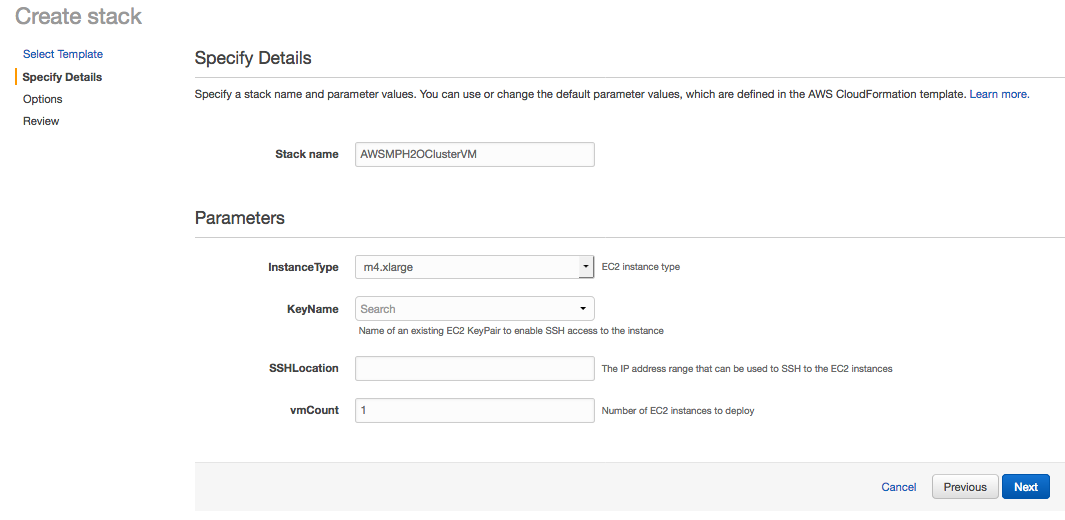 Create stack
Select Template
Specify Details
Options
Review
Specify Details
Specify a stack name and parameter values. You can use or change the default parameter values, which are defined in the AWS CloudFormation template. Learn more.
Stack name AWSMPH2OClusterVM
Parameters
InstanceType m4.xlarge EC2 instance type
KeyName Search
Name of an existing EC2 KeyPair to enable SSH access to the instance
SSHLocation The IP address range that can be used to SSH to the EC2 instances
vmCount 1 Number of EC2 instances to deploy
Cancel Previous Next